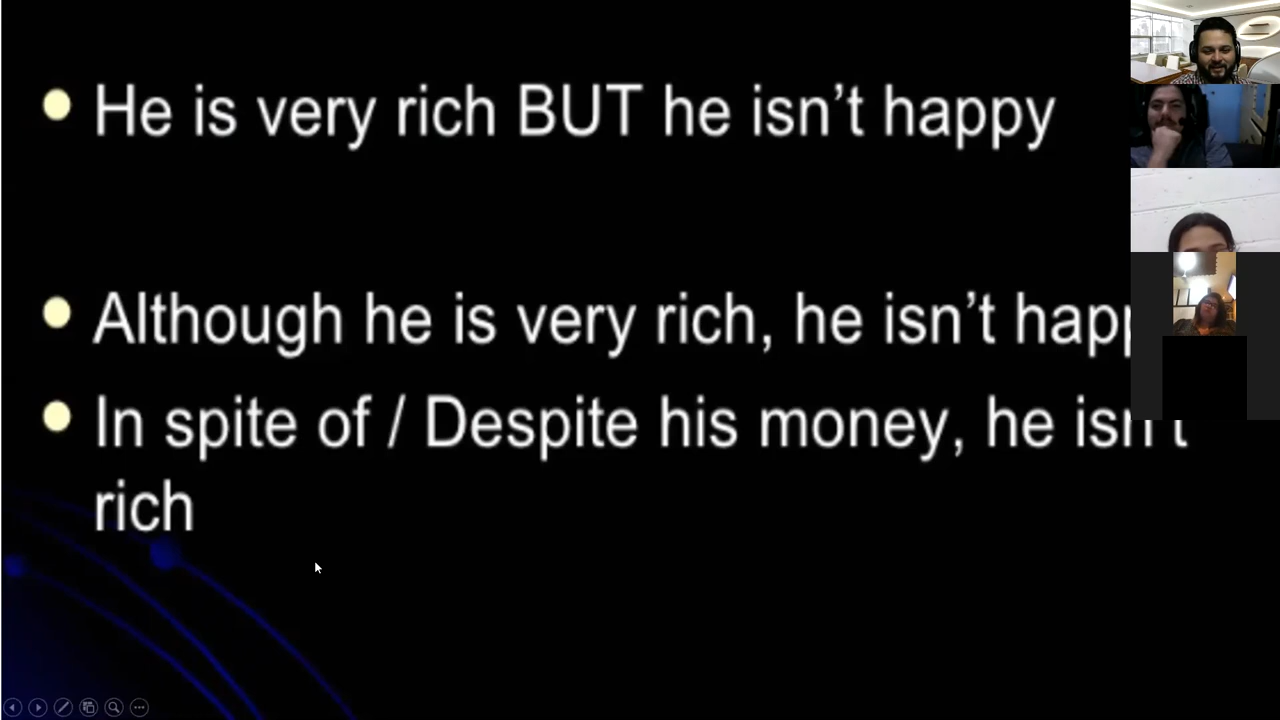 He is very rich BUT he isn't happy
Although he is very rich, he isn't
In spite of / Despite his money, he isn't
rich